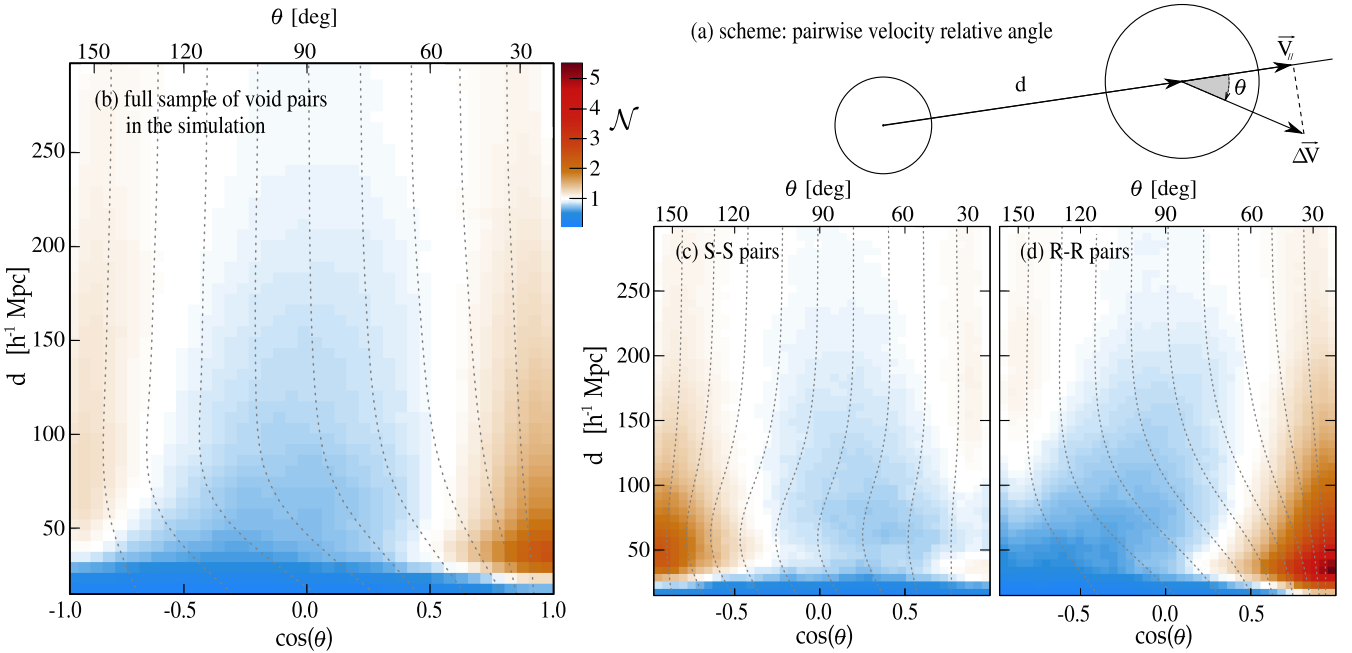 θ [deg]
150 120 90 60 30
(b) full sample of void pairs
in the simulation
5
4
3
2
1
𝒩
250
200
150
100
50
d [h⁻¹ Mpc]
-1.0 -0.5 0.0 0.5 1.0
cos(θ)
(a) scheme: pairwise velocity relative angle
d
V//
θ
ΔV
θ [deg]
150 120 90 60 30
(c) S-S pairs
250
200
150
100
50
d [h⁻¹ Mpc]
-0.5 0.0 0.5
cos(θ)
θ [deg]
150 120 90 60 30
(d) R-R pairs
-0.5 0.0 0.5
cos(θ)